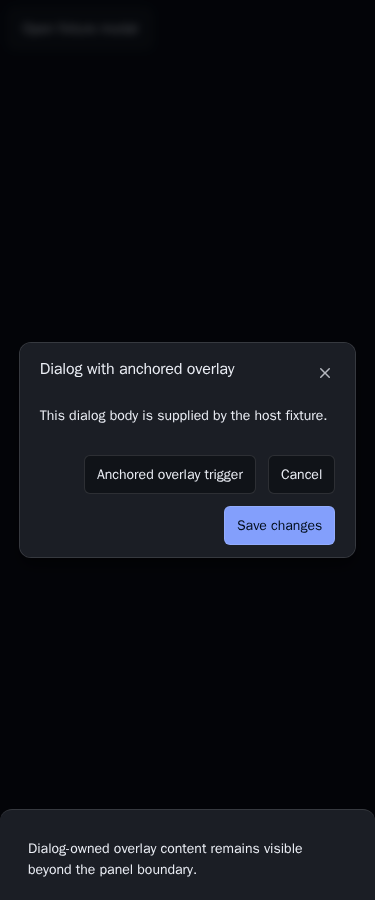 Dialog with anchored overlay
This dialog body is supplied by the host fixture.
Anchored overlay trigger
Cancel
Save changes
Dialog-owned overlay content remains visible
beyond the panel boundary.